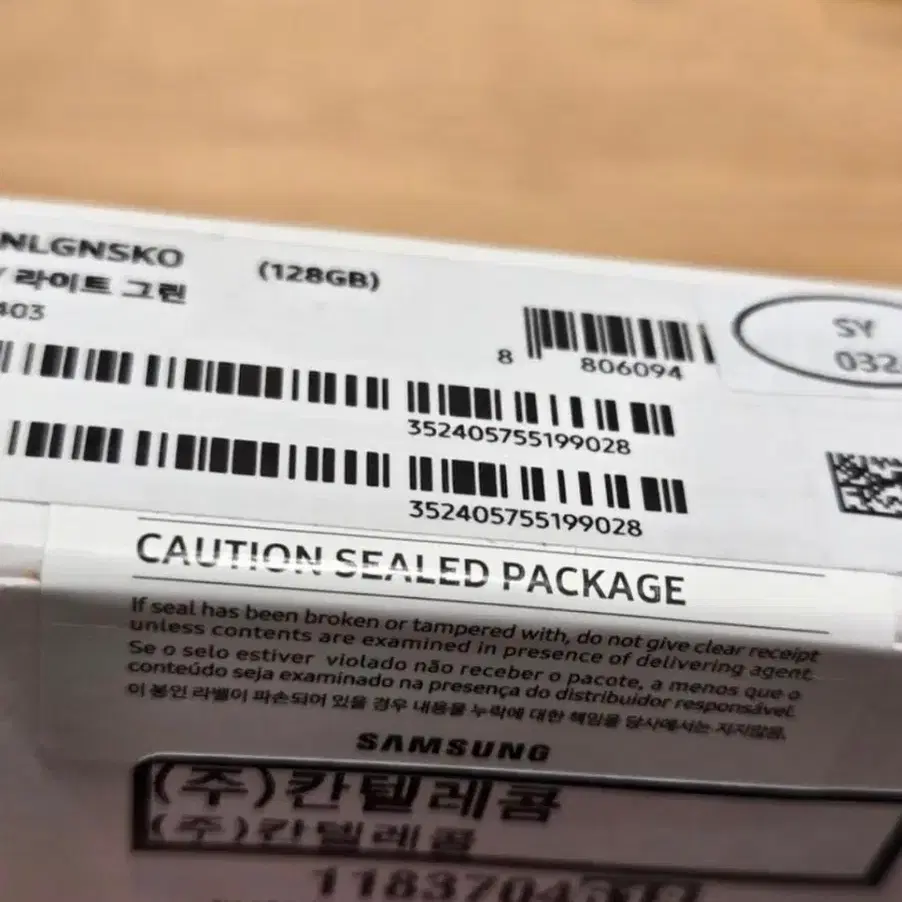 NLGNSKO (128GB)
라이트 그린
403
8 806094
SY
032
352405755199028
352405755199028
CAUTION SEALED PACKAGE
If seal has been broken or tampered with, do not give clear receipt
unless contents are examined in presence of delivering agent.
Se o selo estiver violado não receber o pacote, a menos que o
conteúdo seja examinado na presença do distribuidor responsável.
이 봉인 라벨이 파손되어 있을 경우 내용물 누락에 대한 책임을 당사에서는 지지않음.
SAMSUNG
(주)칸텔레콤
(주)칸텔레콤